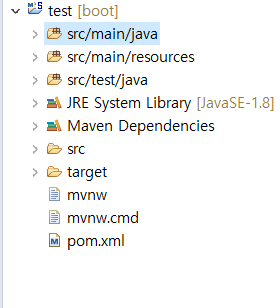 test [boot]
src/main/java
src/main/resources
src/test/java
JRE System Library [JavaSE-1.8]
Maven Dependencies
src
target
mvnw
mvnw.cmd
pom.xml